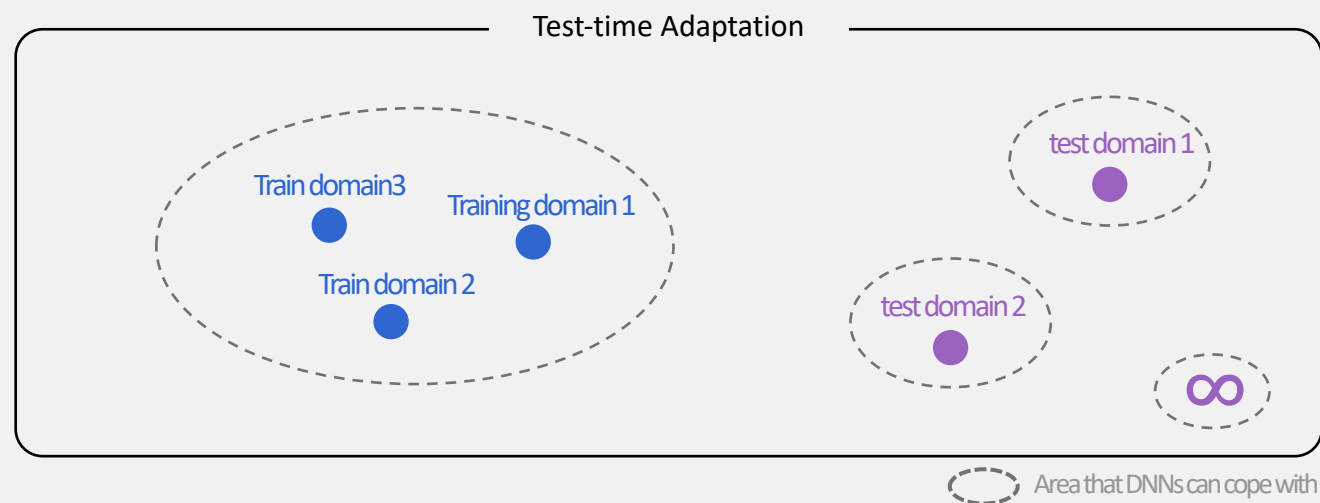 Test-time Adaptation
test domain 1
Train domain3
Training domain 1
Train domain 2
test domain 2
∞
Area that DNNs can cope with